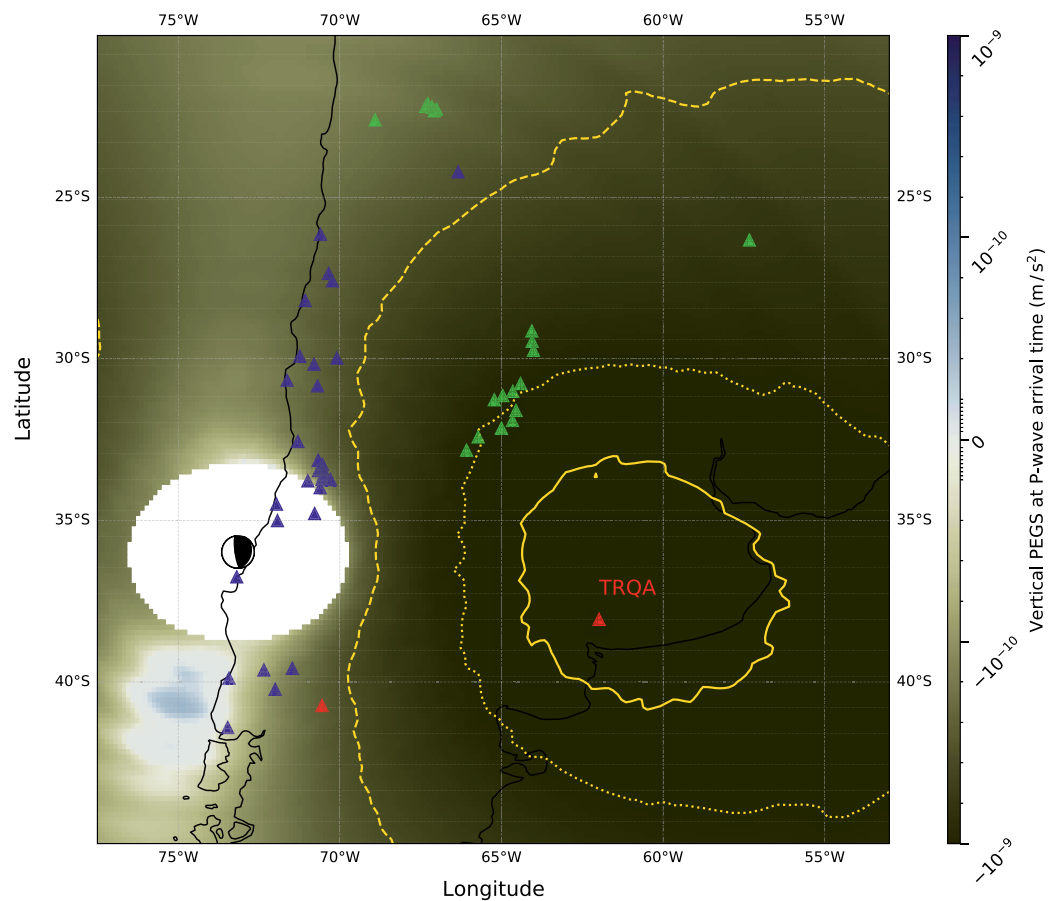 75°W 70°W 65°W 60°W 55°W
10⁻⁹
25°S 25°S
10⁻¹⁰
30°S 30°S
0
35°S 35°S
TRQA
−10⁻¹⁰
40°S 40°S
−10⁻⁹
75°W 70°W 65°W 60°W 55°W
Longitude
Latitude
Vertical PEGS at P-wave arrival time (m/s²)